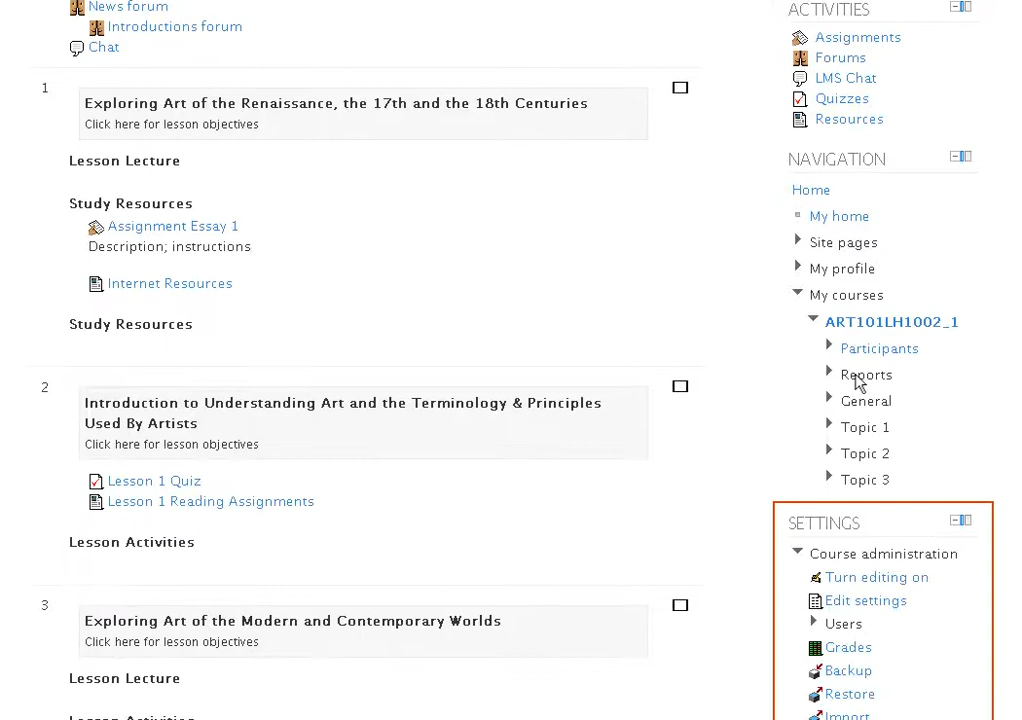 News forum
Introductions forum
Chat
1
Exploring Art of the Renaissance, the 17th and the 18th Centuries
Click here for lesson objectives
Lesson Lecture
Study Resources
Assignment Essay 1
Description; instructions
Internet Resources
Study Resources
2
Introduction to Understanding Art and the Terminology & Principles
Used By Artists
Click here for lesson objectives
Lesson 1 Quiz
Lesson 1 Reading Assignments
Lesson Activities
3
Exploring Art of the Modern and Contemporary Worlds
Click here for lesson objectives
Lesson Lecture
Lesson Activities
ACTIVITIES
Assignments
Forums
LMS Chat
Quizzes
Resources
NAVIGATION
Home
My home
Site pages
My profile
My courses
ART101LH1002_1
Participants
Reports
General
Topic 1
Topic 2
Topic 3
SETTINGS
Course administration
Turn editing on
Edit settings
Users
Grades
Backup
Restore
Import